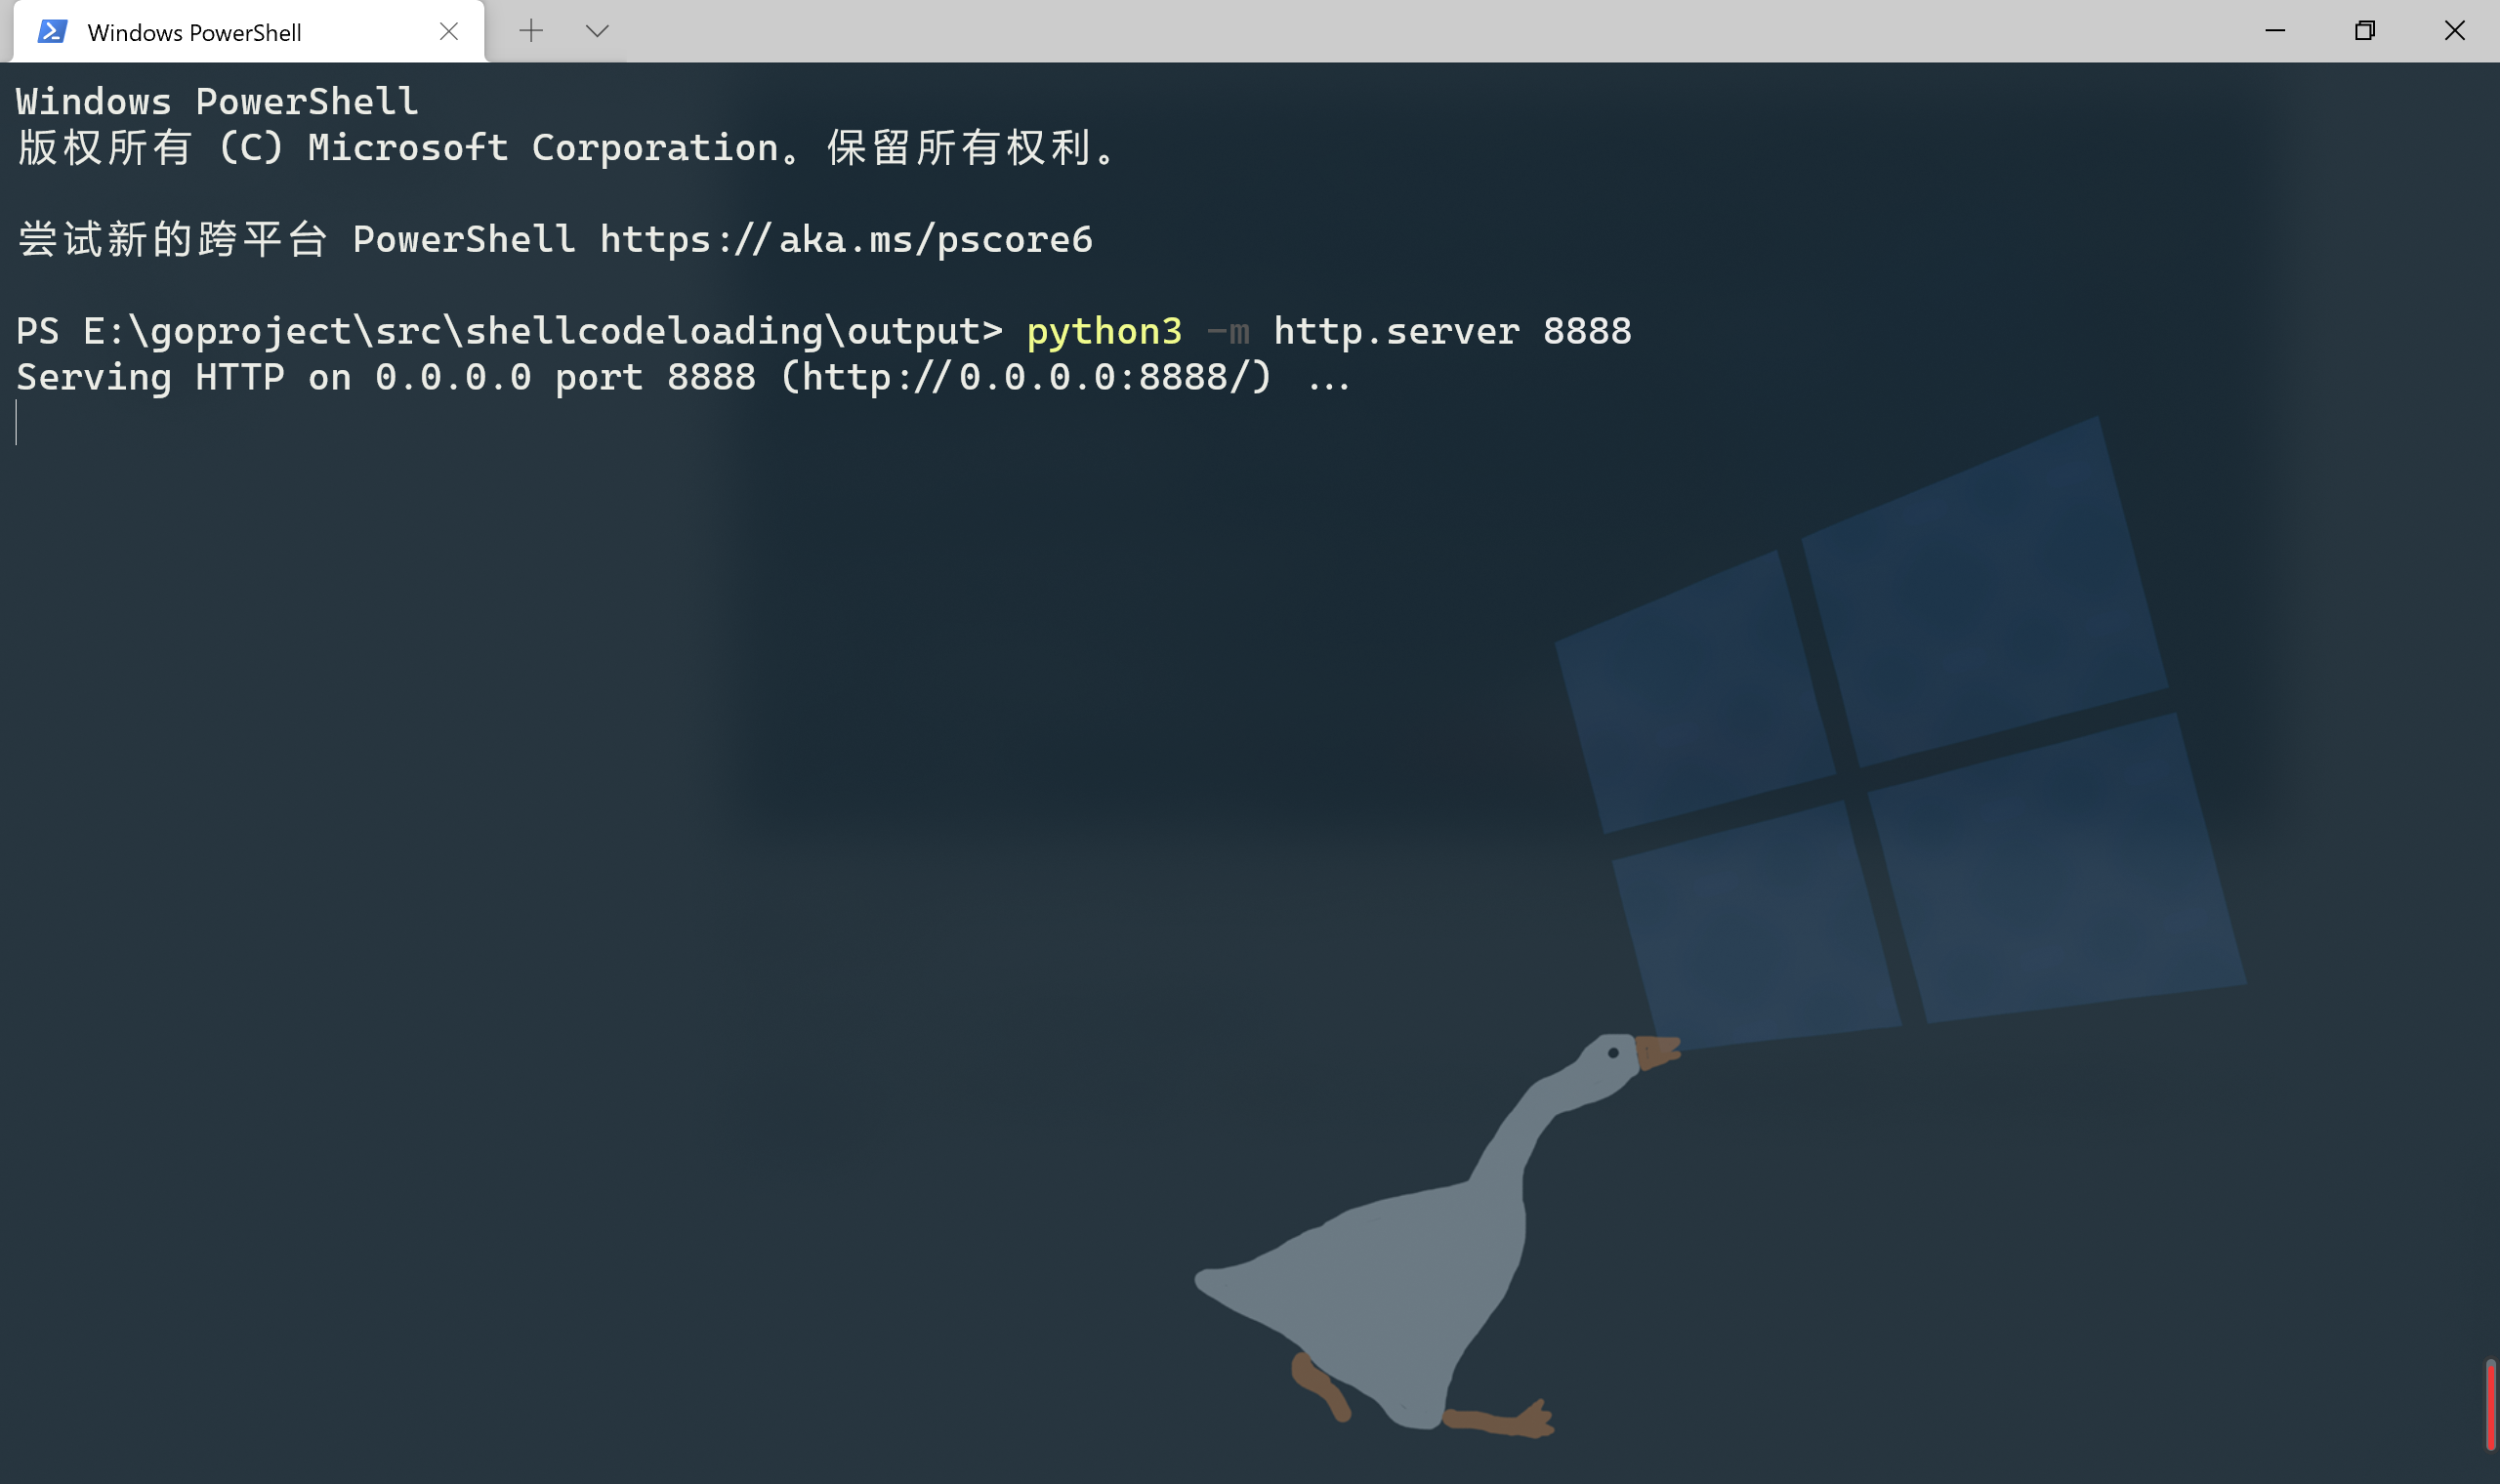 Windows PowerShell
Windows PowerShell
版权所有 (C) Microsoft Corporation。保留所有权利。
尝试新的跨平台 PowerShell https://aka.ms/pscore6
PS E:\goproject\src\shellcodeloading\output> python3 -m http.server 8888
Serving HTTP on 0.0.0.0 port 8888 (http://0.0.0.0:8888/) ...